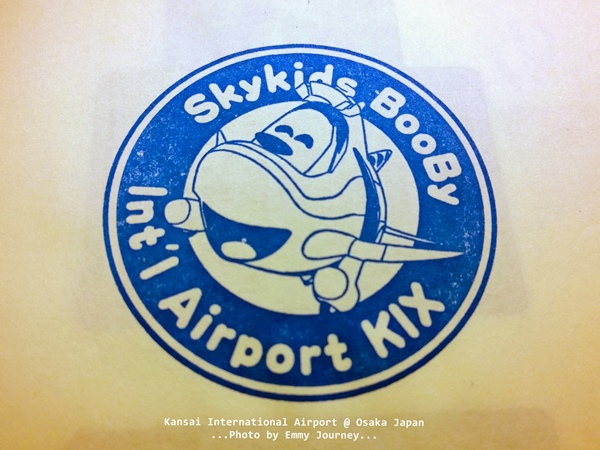 Skykids BooBy
Int'l Airport KIX
Kansai International Airport @ Osaka Japan
...Photo by Emmy Journey...